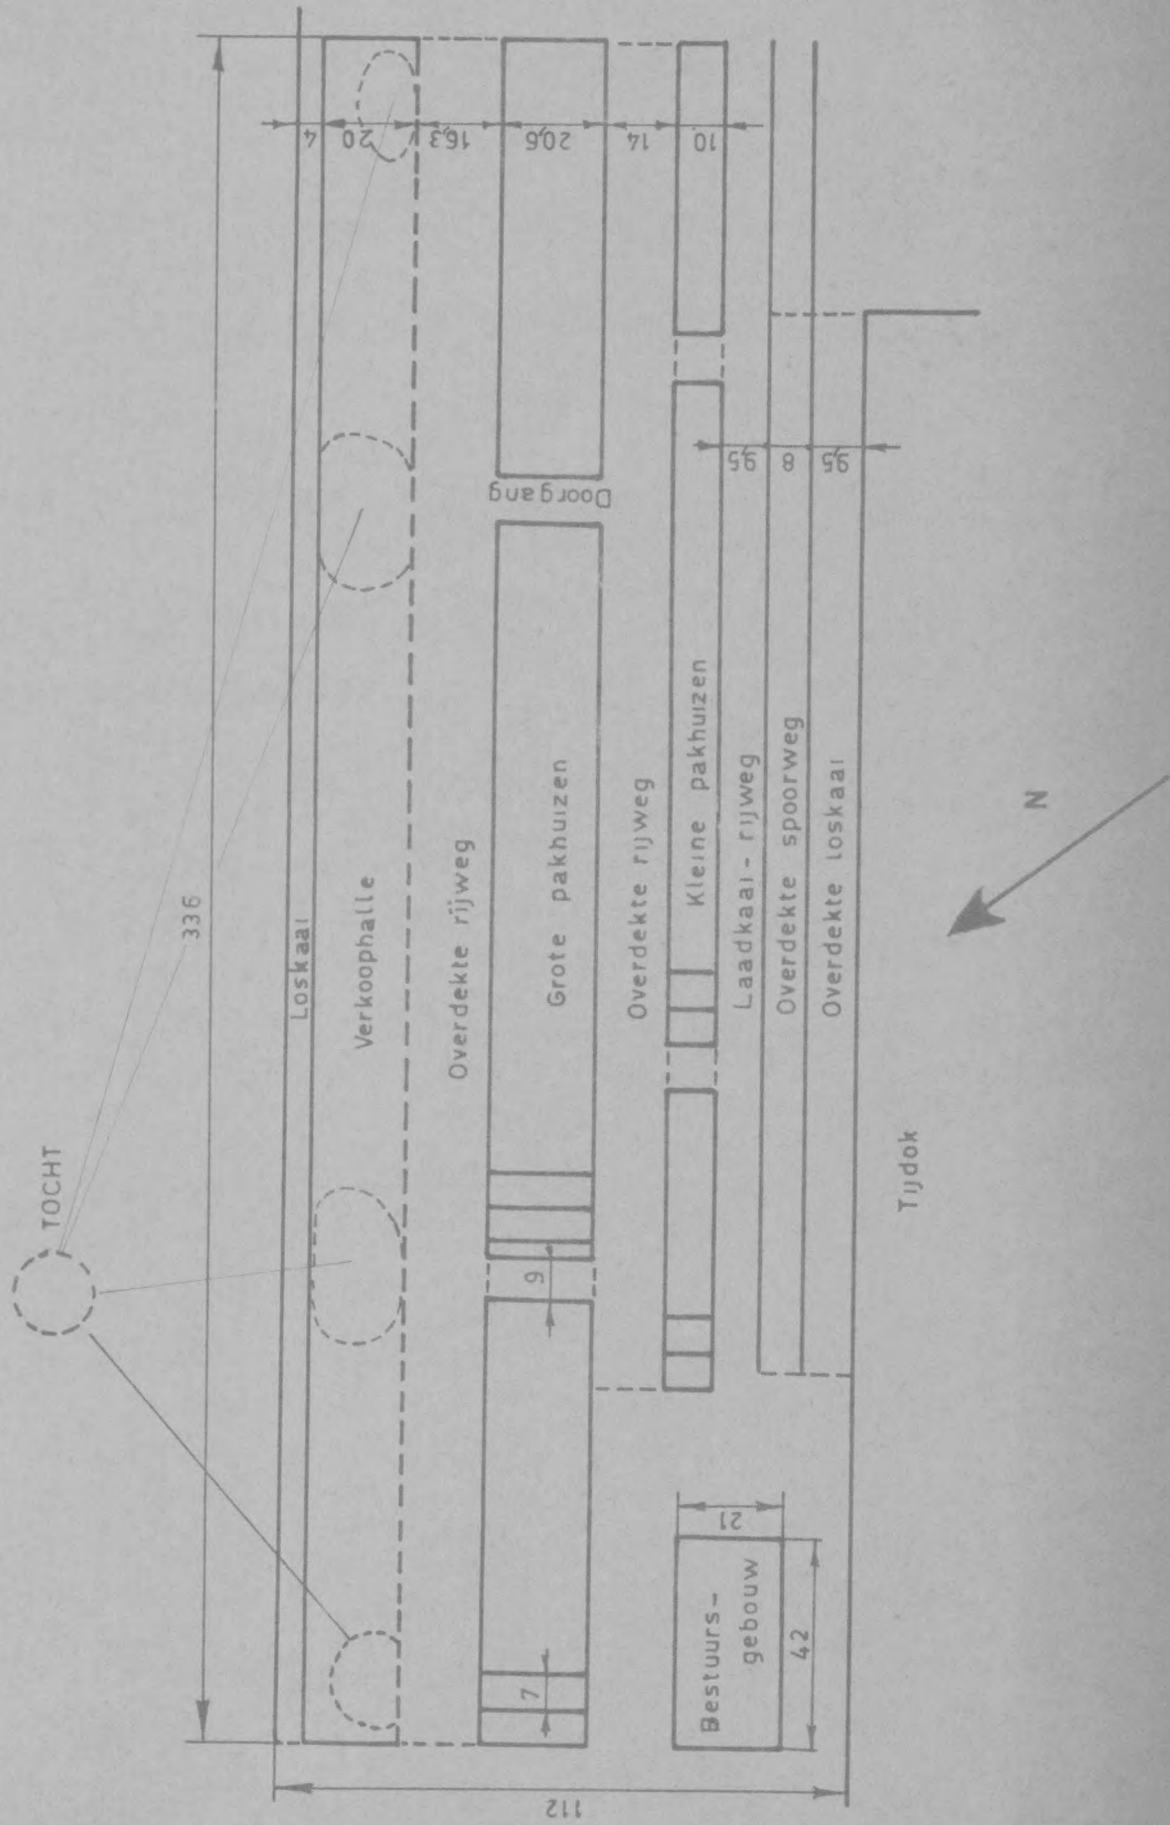 TOCHT
336
Loskaai
Verkoophalle
Overdekte rijweg
Grote pakhuizen
Overdekte rijweg
Kleine pakhuizen
Laadkaai - rijweg
Overdekte spoorweg
Overdekte loskaai
Tijdok
N
Doorgang
4
20
16,3
20,6
14
10
9,5
8
9,5
9
7
Bestuurs-
gebouw
42
21
112